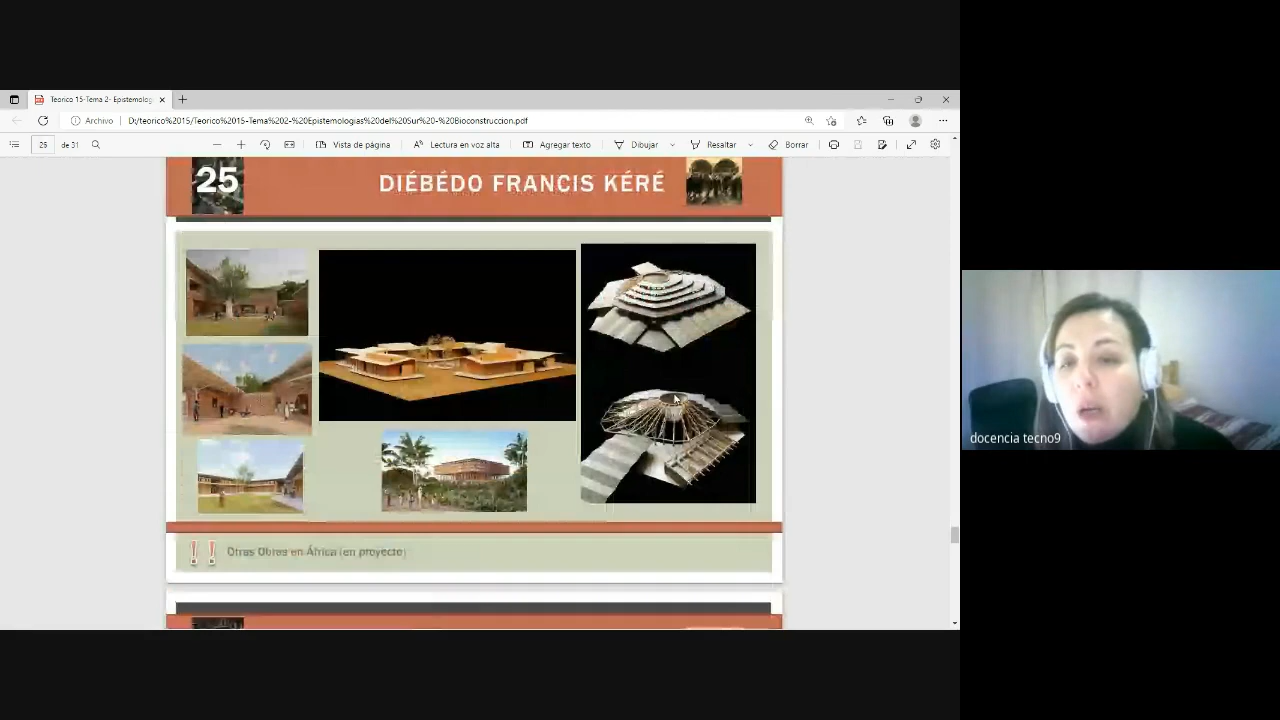 Teorico 15-Tema 2- Epistemolog
Archivo
D:/teorico%2015/Teorico%2015-Tema%202-%20Epistemologias%20del%20Sur%20-%20Bioconstruccion.pdf
25 de 31
Vista de página
Lectura en voz alta
Agregar texto
Dibujar
Resaltar
Borrar
25
DIÉBÉDO FRANCIS KÉRÉ
!!
Otras Obras en África (en proyecto)
docencia tecno9